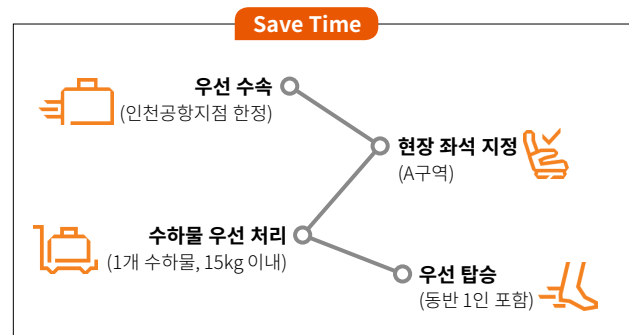 Save Time
우선 수속
(인천공항지점 한정)
현장 좌석 지정
(A구역)
수하물 우선 처리
(1개 수하물, 15kg 이내)
우선 탑승
(동반 1인 포함)